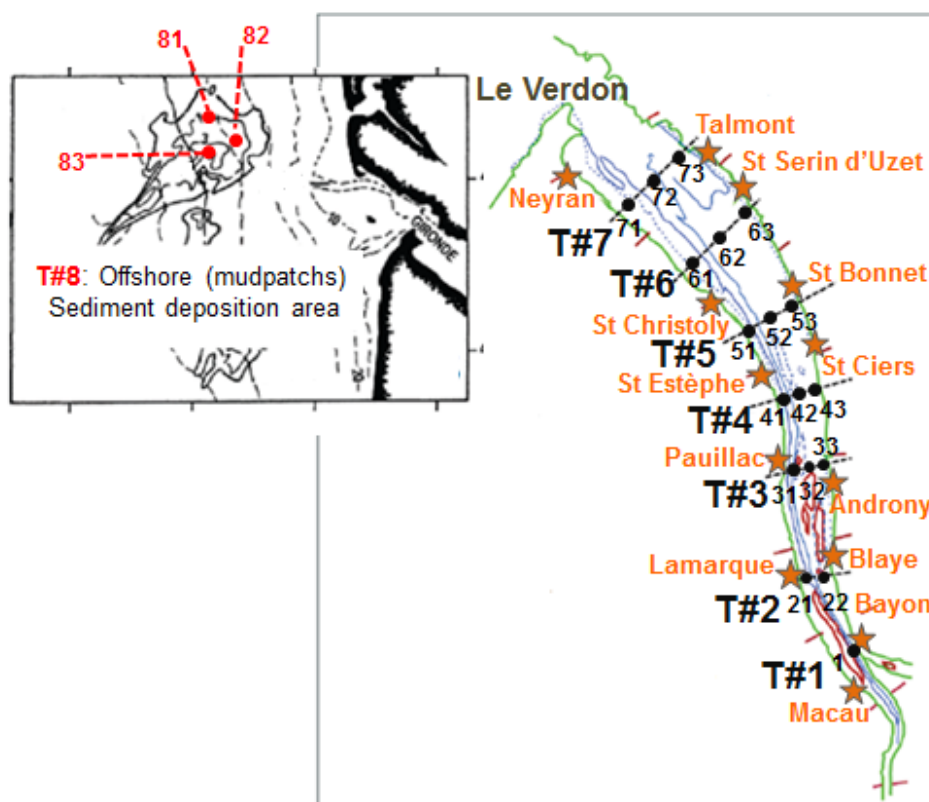 81
82
83
10
GIRONDE
20
T#8: Offshore (mudpatchs)
Sediment deposition area
Le Verdon
Talmont
St Serin d'Uzet
Neyran
73
72
71
63
62
61
T#7
T#6
St Bonnet
St Christoly
53
52
51
T#5
St Ciers
St Estèphe
43
42
41
T#4
33
Pauillac
32
31
T#3
Androny
Blaye
Lamarque
22
21
T#2
Bayon
1
T#1
Macau